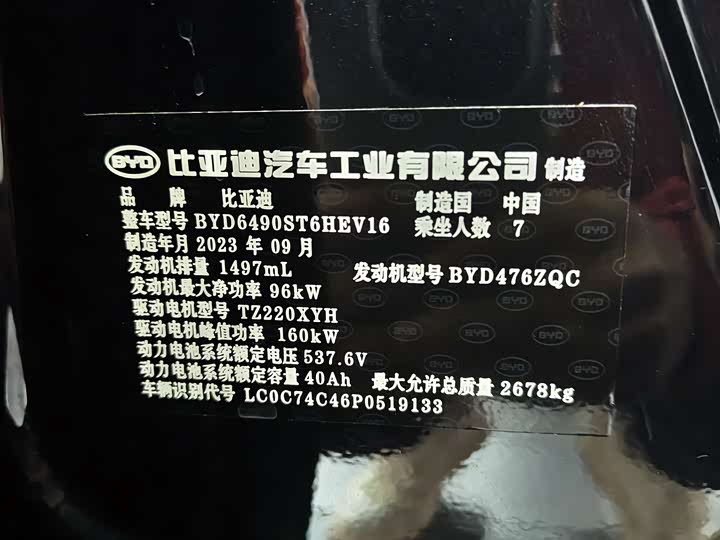 BYD 比亚迪汽车工业有限公司 制造
品 牌 比亚迪 制造国 中国
整车型号 BYD6490ST6HEV16 乘坐人数 7
制造年月 2023 年 09 月
发动机排量 1497mL 发动机型号 BYD476ZQC
发动机最大净功率 96kW
驱动电机型号 TZ220XYH
驱动电机峰值功率 160kW
动力电池系统额定电压 537.6V
动力电池系统额定容量 40Ah 最大允许总质量 2678kg
车辆识别代号 LC0C74C46P0519133